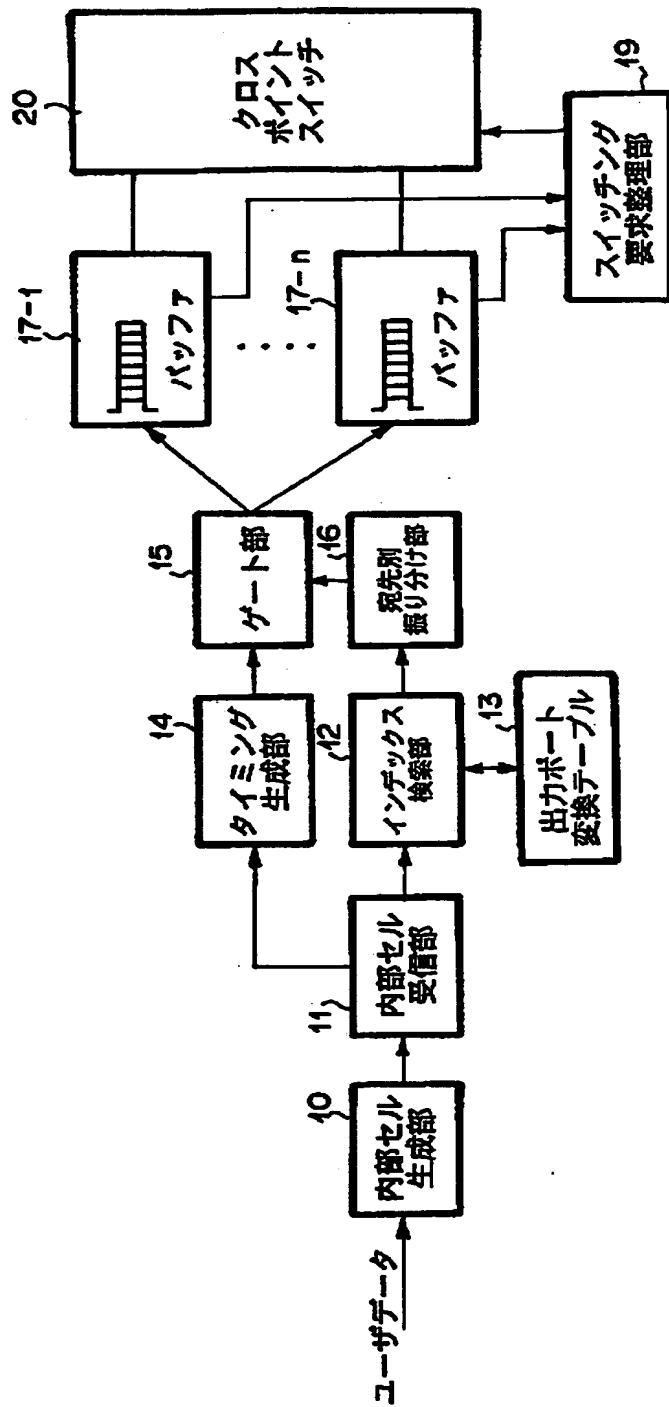 ユーザデータ
10
内部セル
生成部
11
内部セル
受信部
14
タイミング
生成部
12
インデックス
検索部
13
出力ポート
変換テーブル
15
ゲート部
16
宛先別
振り分け部
17-1
バッファ
17-n
バッファ
20
クロス
ポイント
スイッチ
19
スイッチング
要求整理部